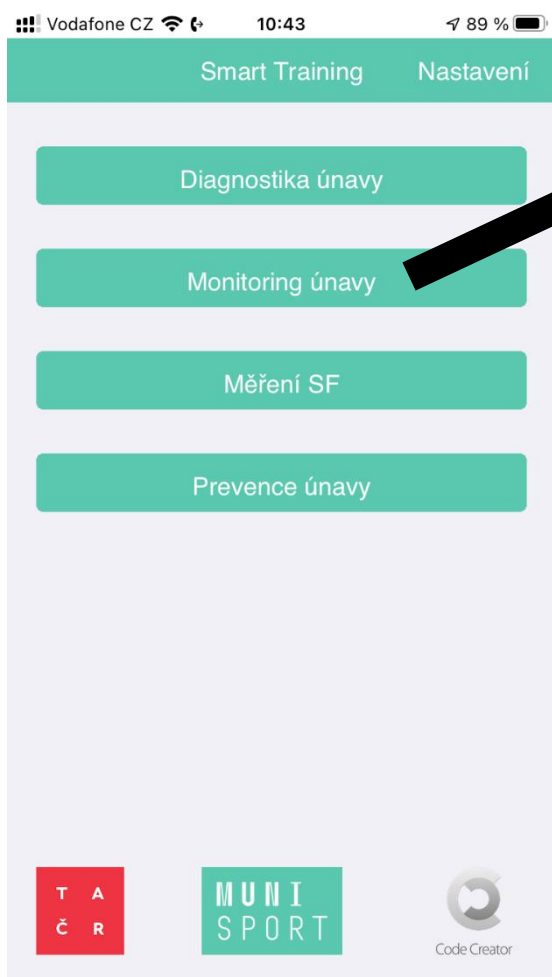 Vodafone CZ 10:43 89 %
Smart Training Nastavení
Diagnostika únavy
Monitoring únavy
Měření SF
Prevence únavy
T A
Č R
MUNI
SPORT
Code Creator